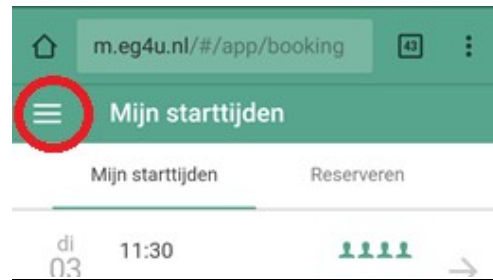 m.eg4u.nl/#/app/booking 43
Mijn starttijden
Mijn starttijden Reserveren
di 11:30
03